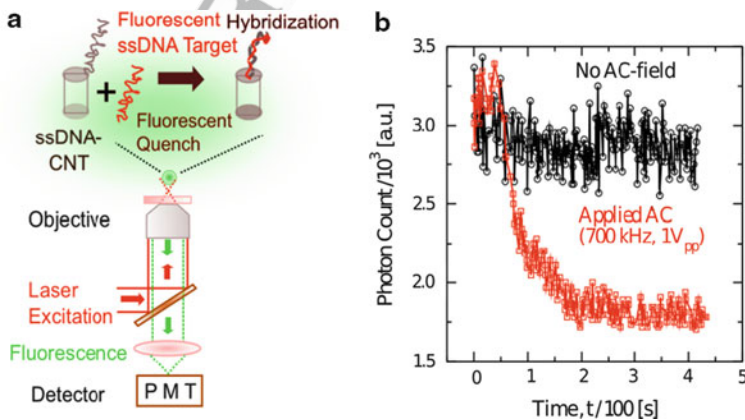 a
Fluorescent
ssDNA Target
Hybridization
+
Fluorescent
Quench
ssDNA-
CNT
Objective
Laser
Excitation
Fluorescence
Detector
PMT
b
Photon Count/10³ [a.u.]
3.5
3.0
2.5
1.8
1.5
No AC-field
Applied AC
(700 kHz, 1Vpp)
0 1 2 3 4 5
Time, t/100 [s]